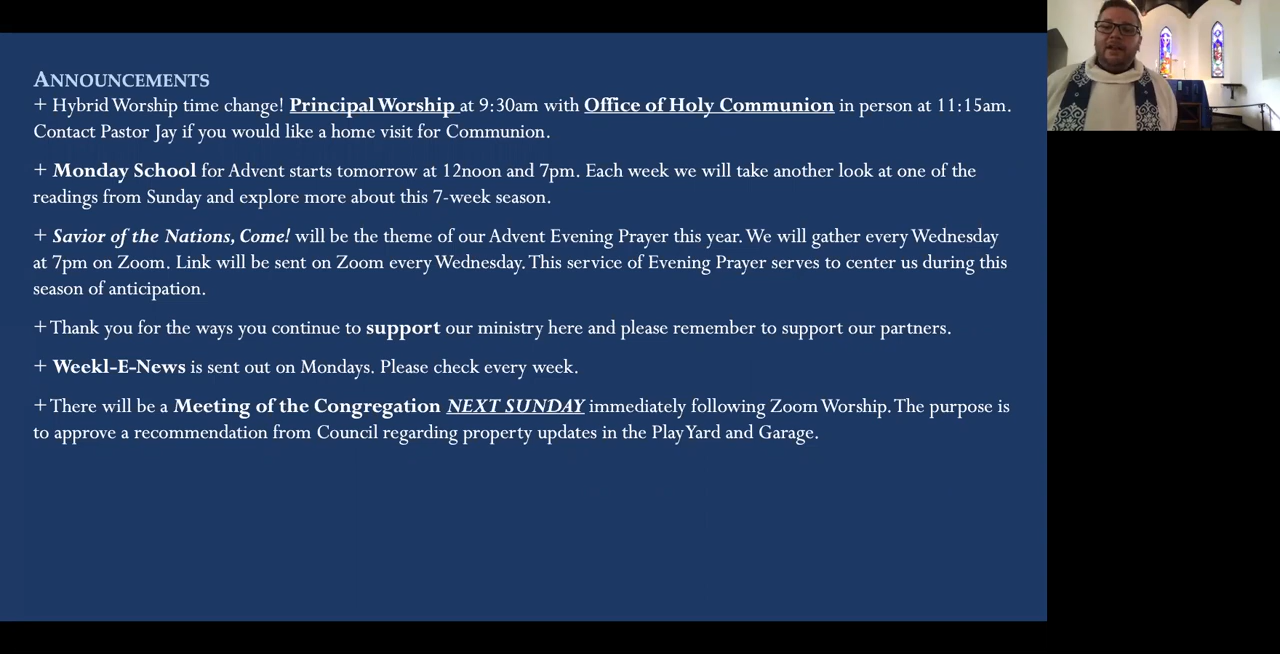 ANNOUNCEMENTS
+ Hybrid Worship time change! Principal Worship at 9:30am with Office of Holy Communion in person at 11:15am.
Contact Pastor Jay if you would like a home visit for Communion.
+ Monday School for Advent starts tomorrow at 12noon and 7pm. Each week we will take another look at one of the
readings from Sunday and explore more about this 7-week season.
+ Savior of the Nations, Come! will be the theme of our Advent Evening Prayer this year. We will gather every Wednesday
at 7pm on Zoom. Link will be sent on Zoom every Wednesday. This service of Evening Prayer serves to center us during this
season of anticipation.
+ Thank you for the ways you continue to support our ministry here and please remember to support our partners.
+ Weekl-E-News is sent out on Mondays. Please check every week.
+ There will be a Meeting of the Congregation NEXT SUNDAY immediately following Zoom Worship. The purpose is
to approve a recommendation from Council regarding property updates in the Play Yard and Garage.